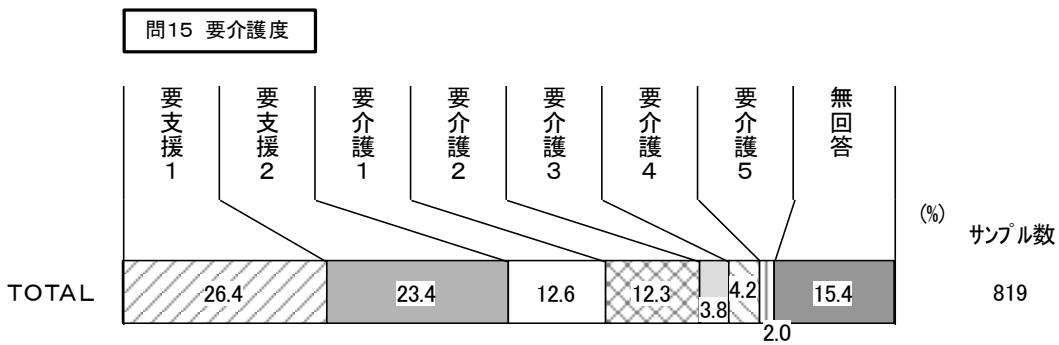 問15 要介護度
要支援１
要支援２
要介護１
要介護２
要介護３
要介護４
要介護５
無回答
(%)
サンプル数
TOTAL
26.4
23.4
12.6
12.3
3.8
4.2
2.0
15.4
819